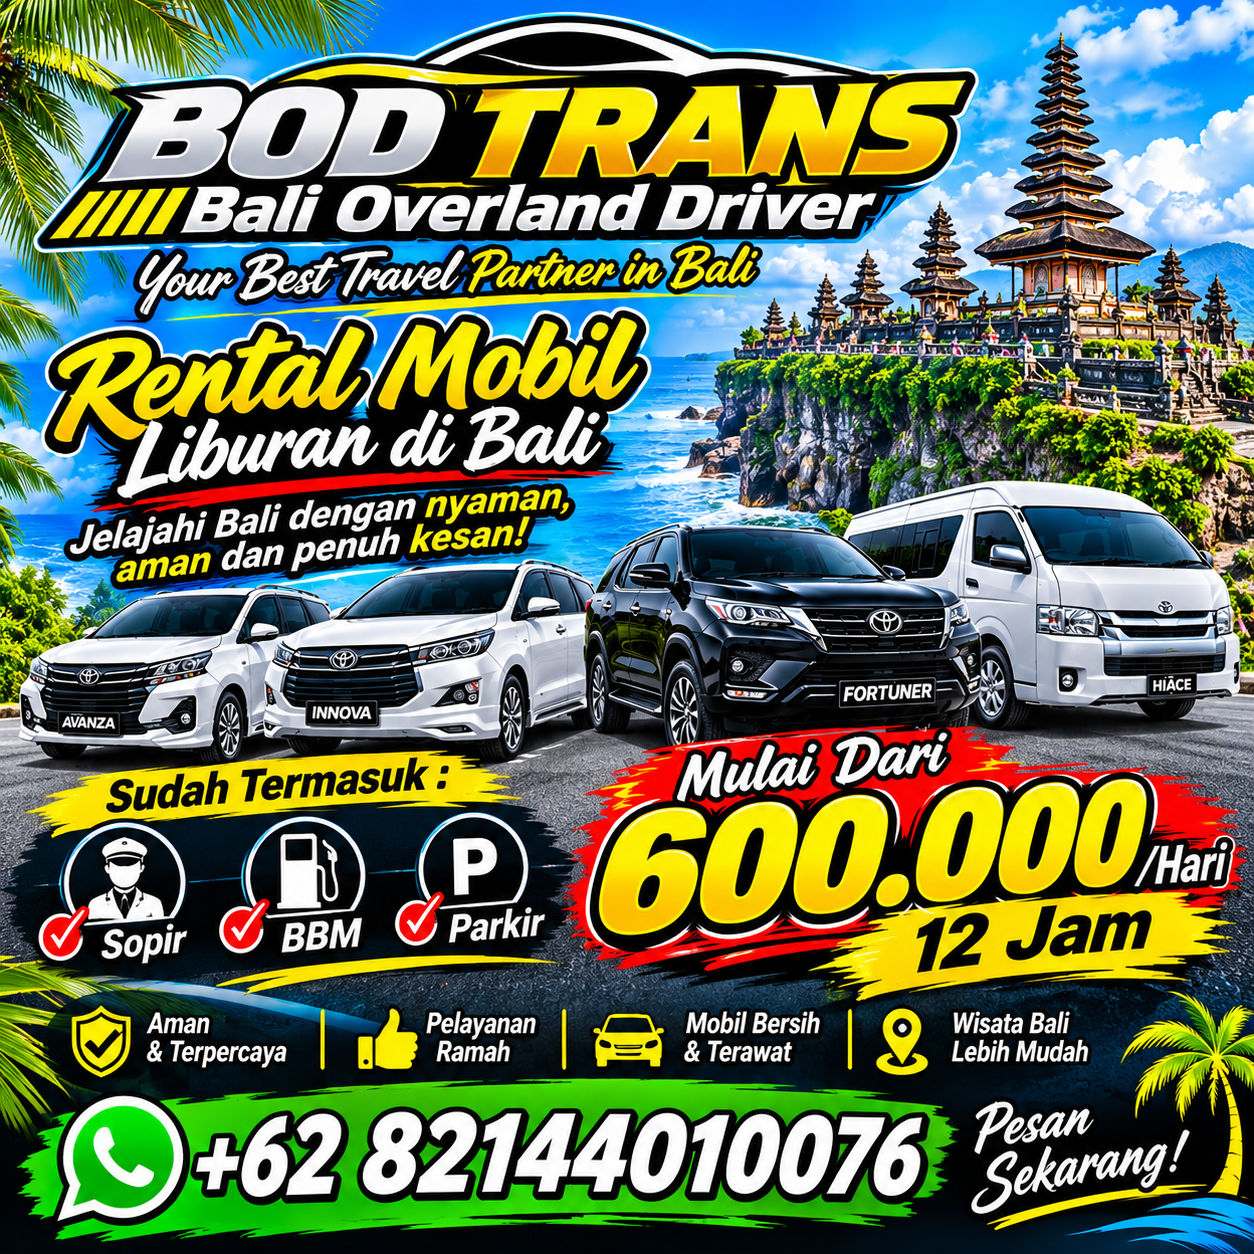 BOD TRANS
Bali Overland Driver
Your Best Travel Partner in Bali
Rental Mobil
Liburan di Bali
Jelajahi Bali dengan nyaman,
aman dan penuh kesan!
AVANZA
INNOVA
FORTUNER
HIACE
Sudah Termasuk :
Sopir
BBM
P
Parkir
Mulai Dari
600.000/Hari
12 Jam
Aman
& Terpercaya
Pelayanan
Ramah
Mobil Bersih
& Terawat
Wisata Bali
Lebih Mudah
+62 82144010076
Pesan
Sekarang!